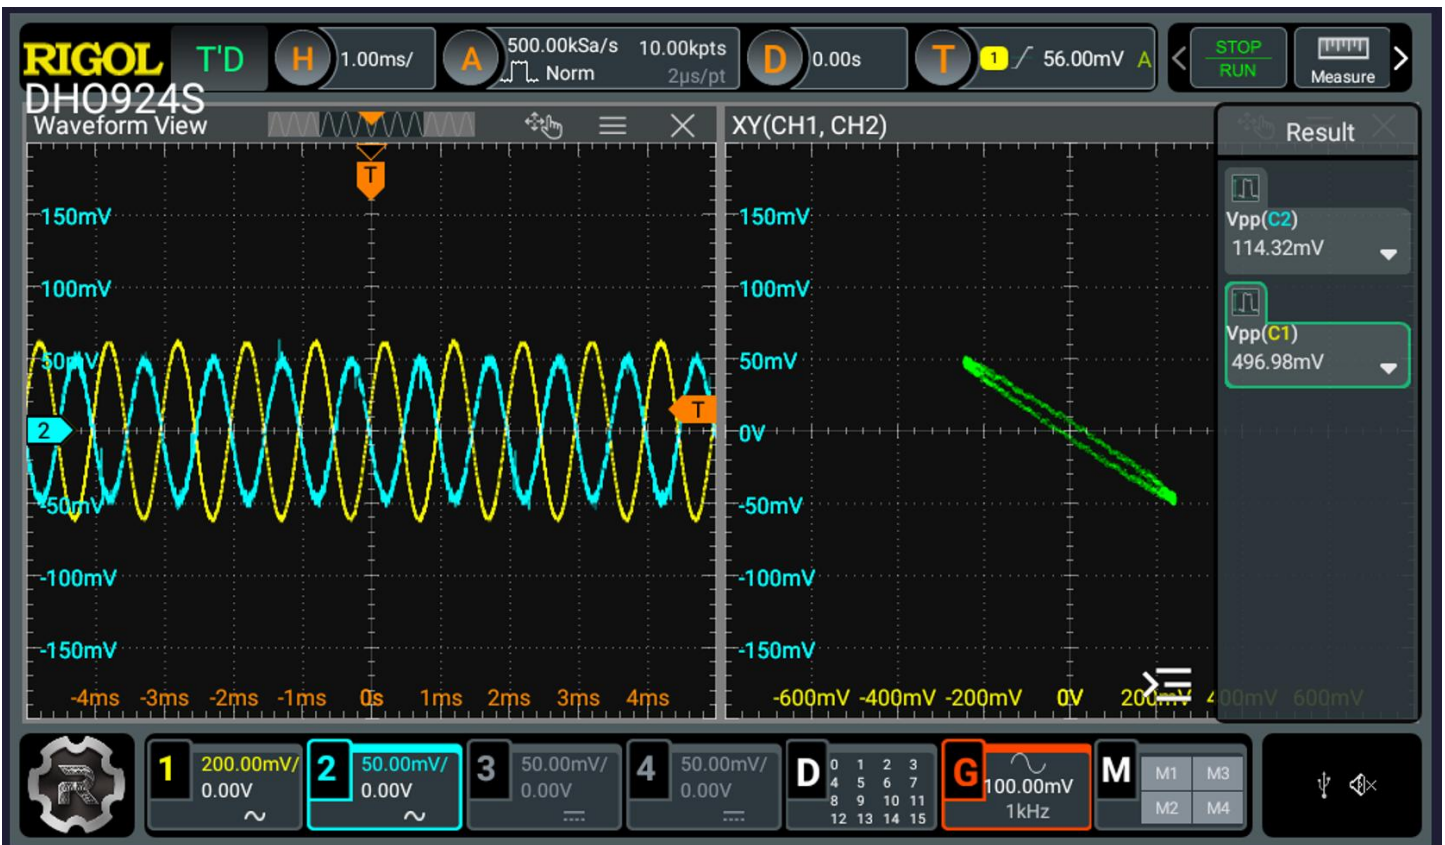 RIGOL T'D H 1.00ms/ A 500.00kSa/s 10.00kpts D 0.00s T 1 56.00mV A STOP
Norm 2μs/pt RUN Measure
DHO924S
Waveform View XY(CH1, CH2) Result
T
150mV 150mV
Vpp(C2)
114.32mV
100mV 100mV
Vpp(C1)
496.98mV
50mV 50mV
T
2 0V
-50mV -50mV
-100mV -100mV
-150mV -150mV
-4ms -3ms -2ms -1ms 0s 1ms 2ms 3ms 4ms -600mV -400mV -200mV 0V 200mV 400mV 600mV
1 200.00mV/ 2 50.00mV/ 3 50.00mV/ 4 50.00mV/ D 0 1 2 3 G M M1 M3
0.00V 0.00V 0.00V 0.00V 4 5 6 7 100.00mV
8 9 10 11 1kHz M2 M4
12 13 14 15
R